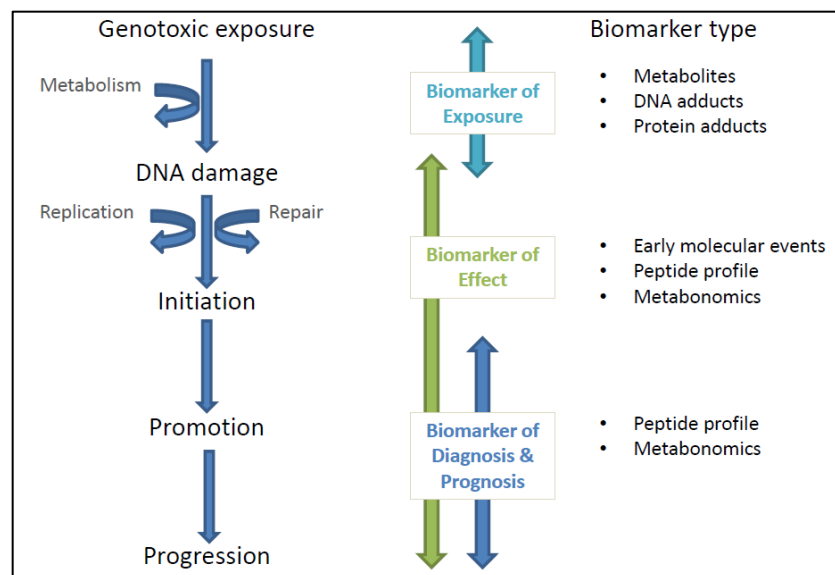 Genotoxic exposure
Biomarker type
Metabolism
Biomarker of
Exposure
• Metabolites
• DNA adducts
• Protein adducts
DNA damage
Replication
Repair
Biomarker of
Effect
• Early molecular events
• Peptide profile
• Metabonomics
Initiation
Promotion
Biomarker of
Diagnosis &
Prognosis
• Peptide profile
• Metabonomics
Progression